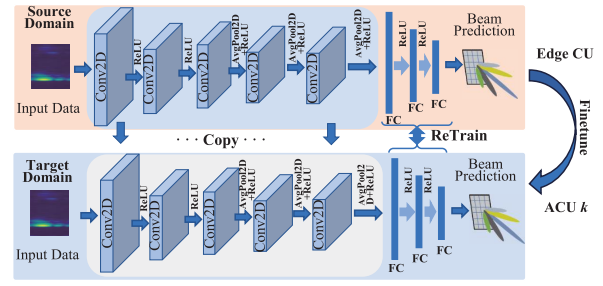 Source
Domain
Input Data
Conv2D
ReLU
Conv2D
ReLU
Conv2D
AvgPool2D
+ReLU
Conv2D
AvgPool2D
+ReLU
Conv2D
AvgPool2D
+ReLU
FC
ReLU
FC
ReLU
FC
Beam
Prediction
Edge CU
Finetune
ACU k
· · · Copy · · ·
ReTrain
Target
Domain
Input Data
Conv2D
ReLU
Conv2D
ReLU
Conv2D
AvgPool2D
+ReLU
Conv2D
AvgPool2D
+ReLU
Conv2D
AvgPool2
D+ReLU
FC
ReLU
FC
ReLU
FC
Beam
Prediction